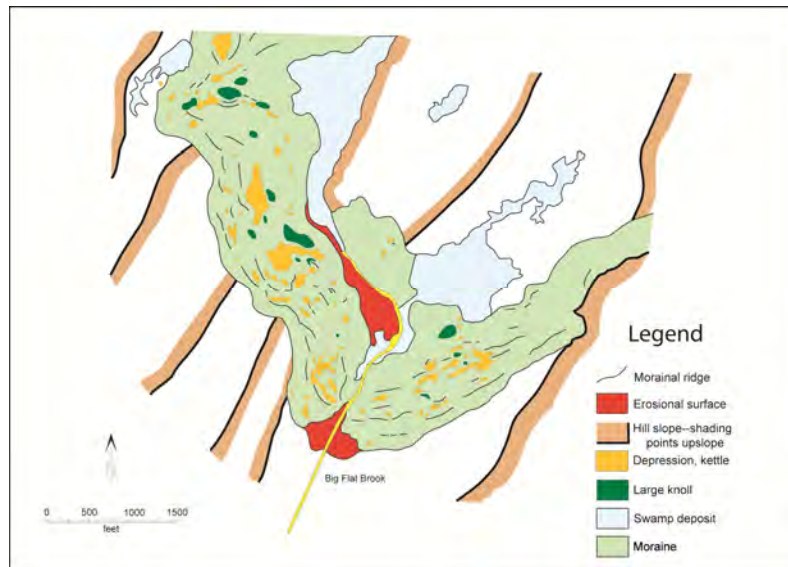 Legend
Morainal ridge
Erosional surface
Hill slope--shading
points upslope
Depression, kettle
Large knoll
Swamp deposit
Moraine
Big Flat Brook
0 500 1000 1500
feet